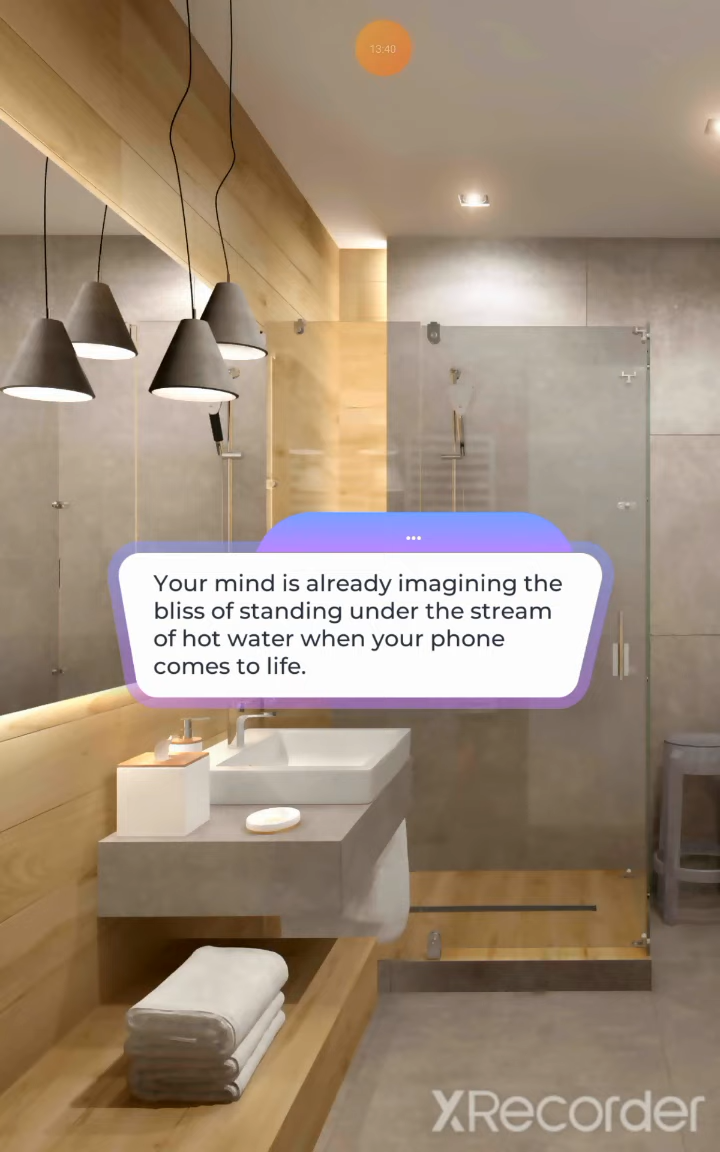 13:40
...
Your mind is already imagining the
bliss of standing under the stream
of hot water when your phone
comes to life.
XRecorder